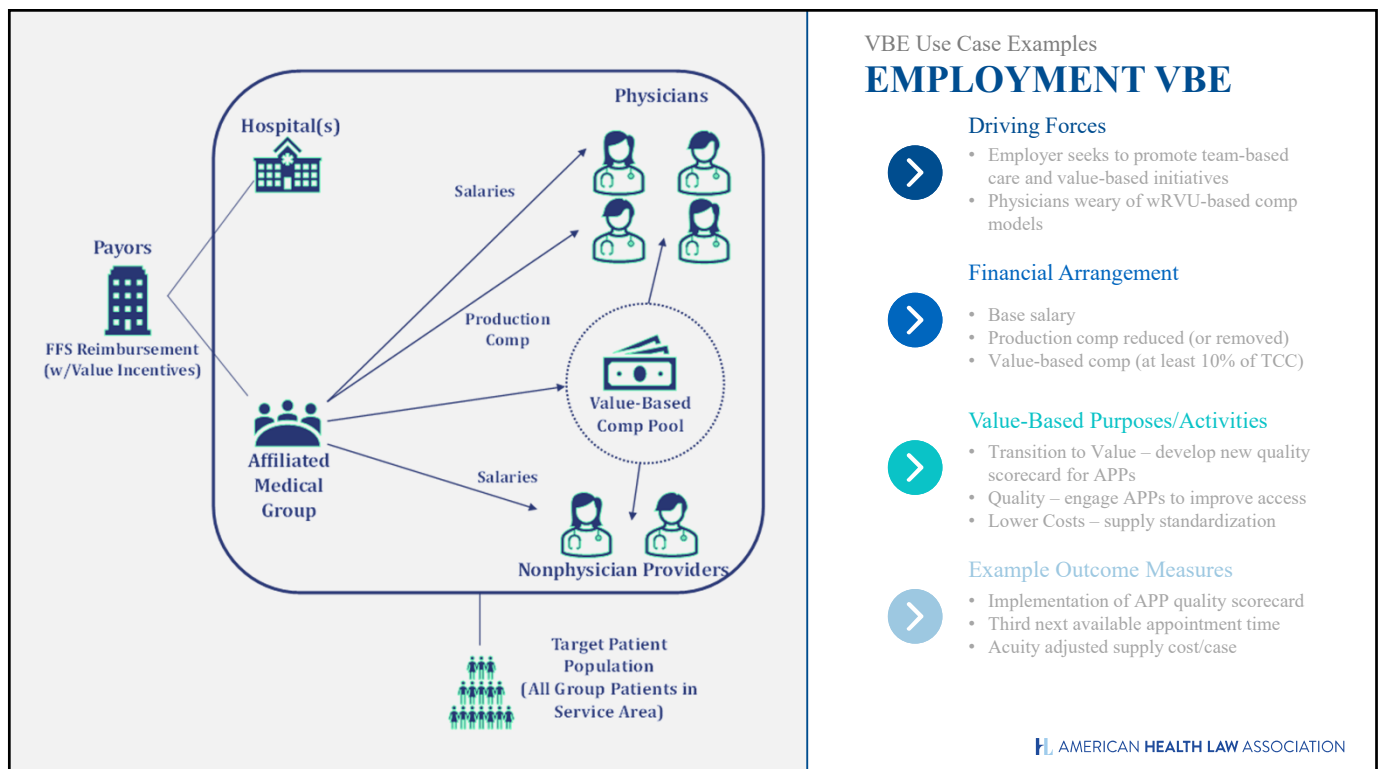 Physicians
Hospital(s)
Salaries
Payors
Production
Comp
FFS Reimbursement
(w/Value Incentives)
Value-Based
Comp Pool
Affiliated
Medical
Group
Salaries
Nonphysician Providers
Target Patient
Population
(All Group Patients in
Service Area)
VBE Use Case Examples
EMPLOYMENT VBE
Driving Forces
• Employer seeks to promote team-based
care and value-based initiatives
• Physicians weary of wRVU-based comp
models
Financial Arrangement
• Base salary
• Production comp reduced (or removed)
• Value-based comp (at least 10% of TCC)
Value-Based Purposes/Activities
• Transition to Value – develop new quality
scorecard for APPs
• Quality – engage APPs to improve access
• Lower Costs – supply standardization
Example Outcome Measures
• Implementation of APP quality scorecard
• Third next available appointment time
• Acuity adjusted supply cost/case
AMERICAN HEALTH LAW ASSOCIATION